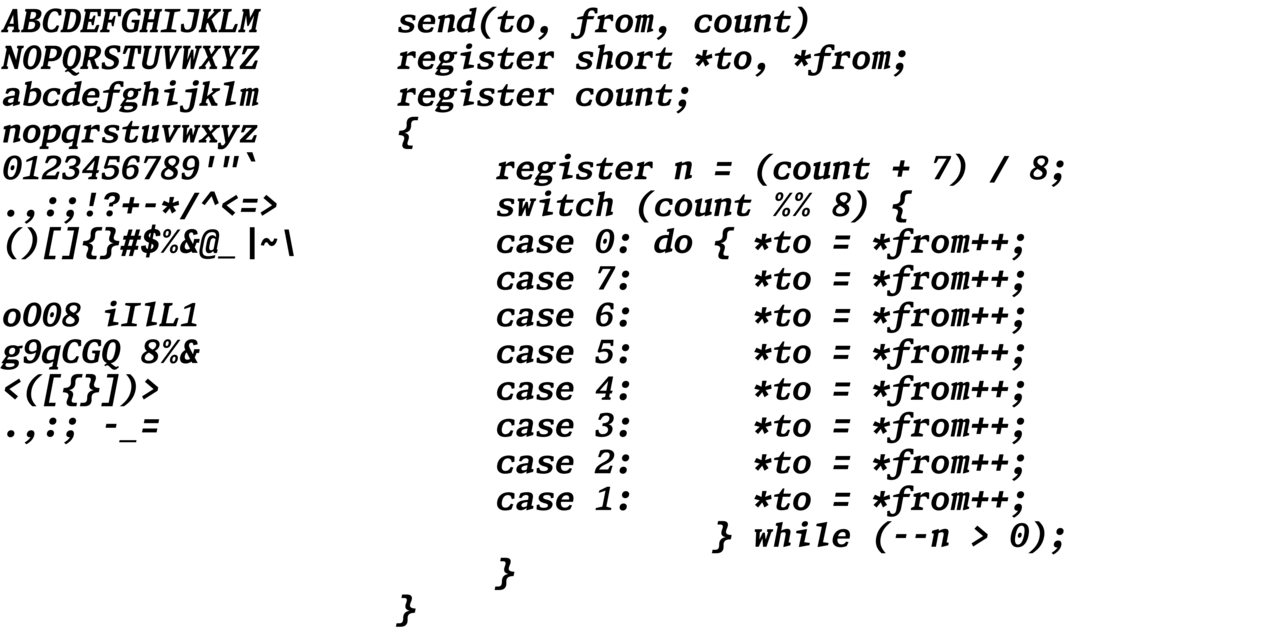 ABCDEFGHIJKLM send(to, from, count)
NOPQRSTUVWXYZ register short *to, *from;
abcdefghijklm register count;
nopqrstuvwxyz {
0123456789'"` register n = (count + 7) / 8;
.,:;!?+-*/^<=> switch (count %% 8) {
()[]{}#$%&@_|~\ case 0: do { *to = *from++;
case 7: *to = *from++;
oO08 iIlL1 case 6: *to = *from++;
g9qCGQ 8%& case 5: *to = *from++;
<([{}])> case 4: *to = *from++;
.,:; -_= case 3: *to = *from++;
case 2: *to = *from++;
case 1: *to = *from++;
} while (--n > 0);
}
}